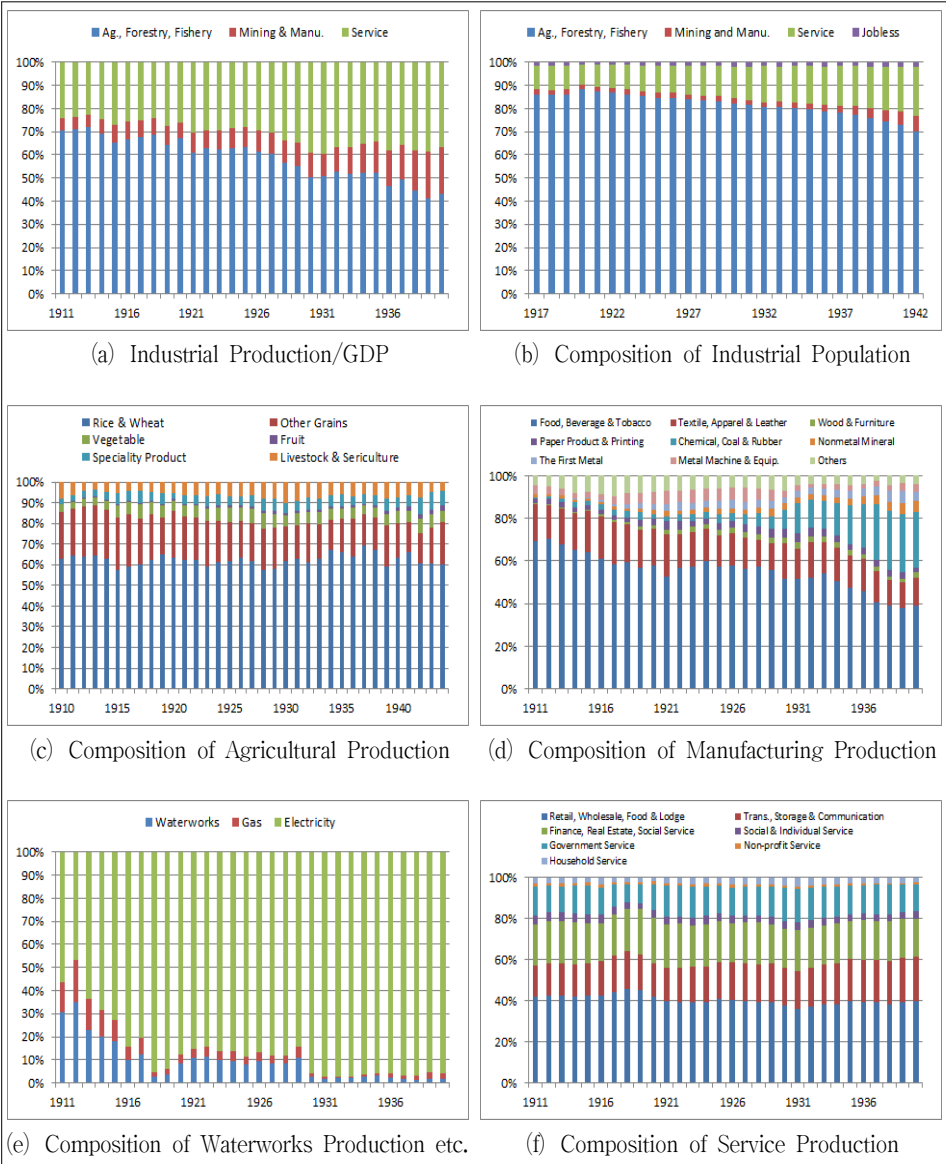 Ag., Forestry, Fishery Mining & Manu. Service
100%
90%
80%
70%
60%
50%
40%
30%
20%
10%
0%
1911 1916 1921 1926 1931 1936
(a) Industrial Production/GDP
Ag., Forestry, Fishery Mining and Manu. Service Jobless
100%
90%
80%
70%
60%
50%
40%
30%
20%
10%
0%
1917 1922 1927 1932 1937 1942
(b) Composition of Industrial Population
Rice & Wheat Other Grains
Vegetable Fruit
Speciality Product Livestock & Sericulture
100%
90%
80%
70%
60%
50%
40%
30%
20%
10%
0%
1910 1915 1920 1925 1930 1935 1940
(c) Composition of Agricultural Production
Food, Beverage & Tobacco Textile, Apparel & Leather Wood & Furniture
Paper Product & Printing Chemical, Coal & Rubber Nonmetal Mineral
The First Metal Metal Machine & Equip. Others
100%
80%
60%
40%
20%
0%
1911 1916 1921 1926 1931 1936
(d) Composition of Manufacturing Production
Waterworks Gas Electricity
100%
90%
80%
70%
60%
50%
40%
30%
20%
10%
0%
1911 1916 1921 1926 1931 1936
(e) Composition of Waterworks Production etc.
Retail, Wholesale, Food & Lodge Trans., Storage & Communication
Finance, Real Estate, Social Service Social & Individual Service
Government Service Non-profit Service
Household Service
100%
80%
60%
40%
20%
0%
1911 1916 1921 1926 1931 1936
(f) Composition of Service Production